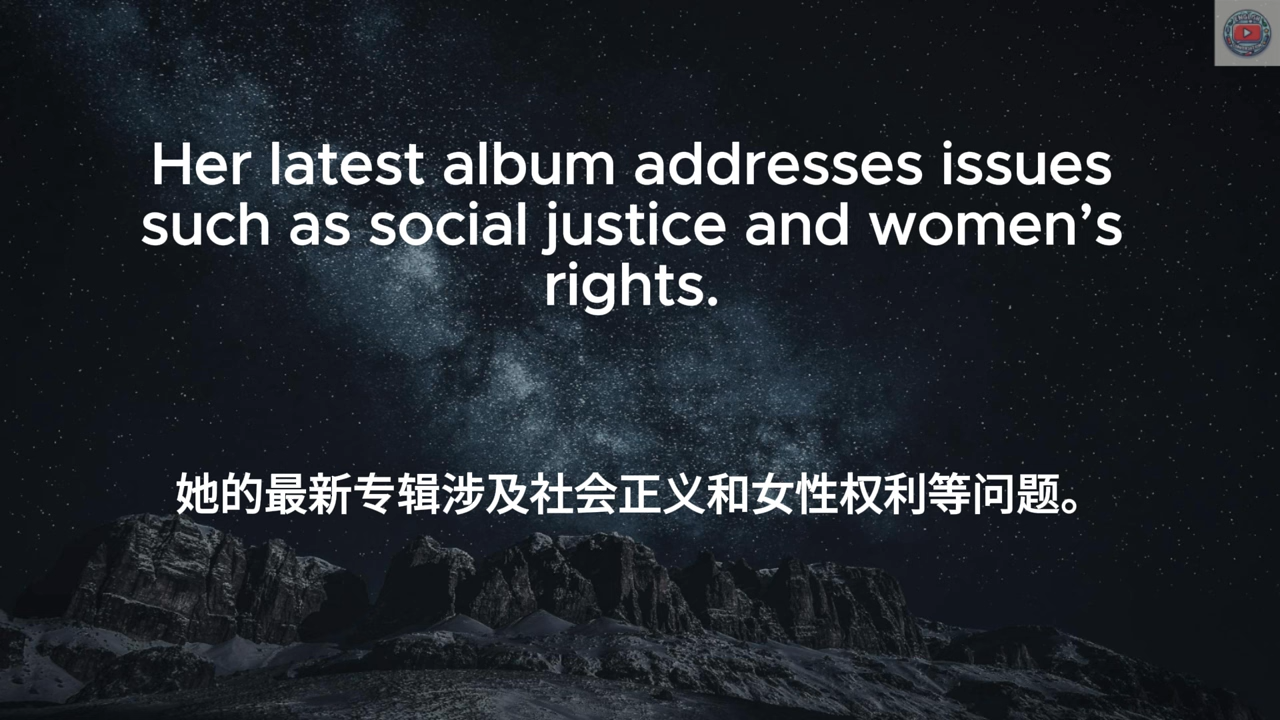 Her latest album addresses issues
such as social justice and women’s
rights.
她的最新专辑涉及社会正义和女性权利等问题。